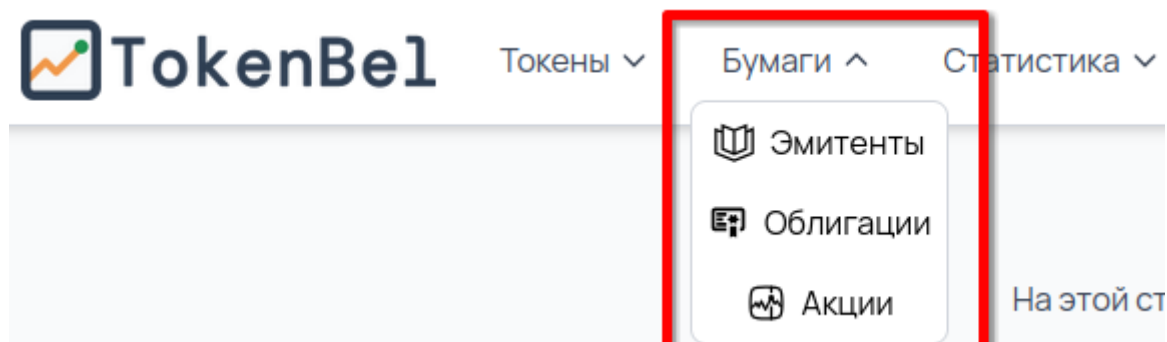 TokenBel Токены Бумаги Статистика
Эмитенты
Облигации
Акции
На этой ст